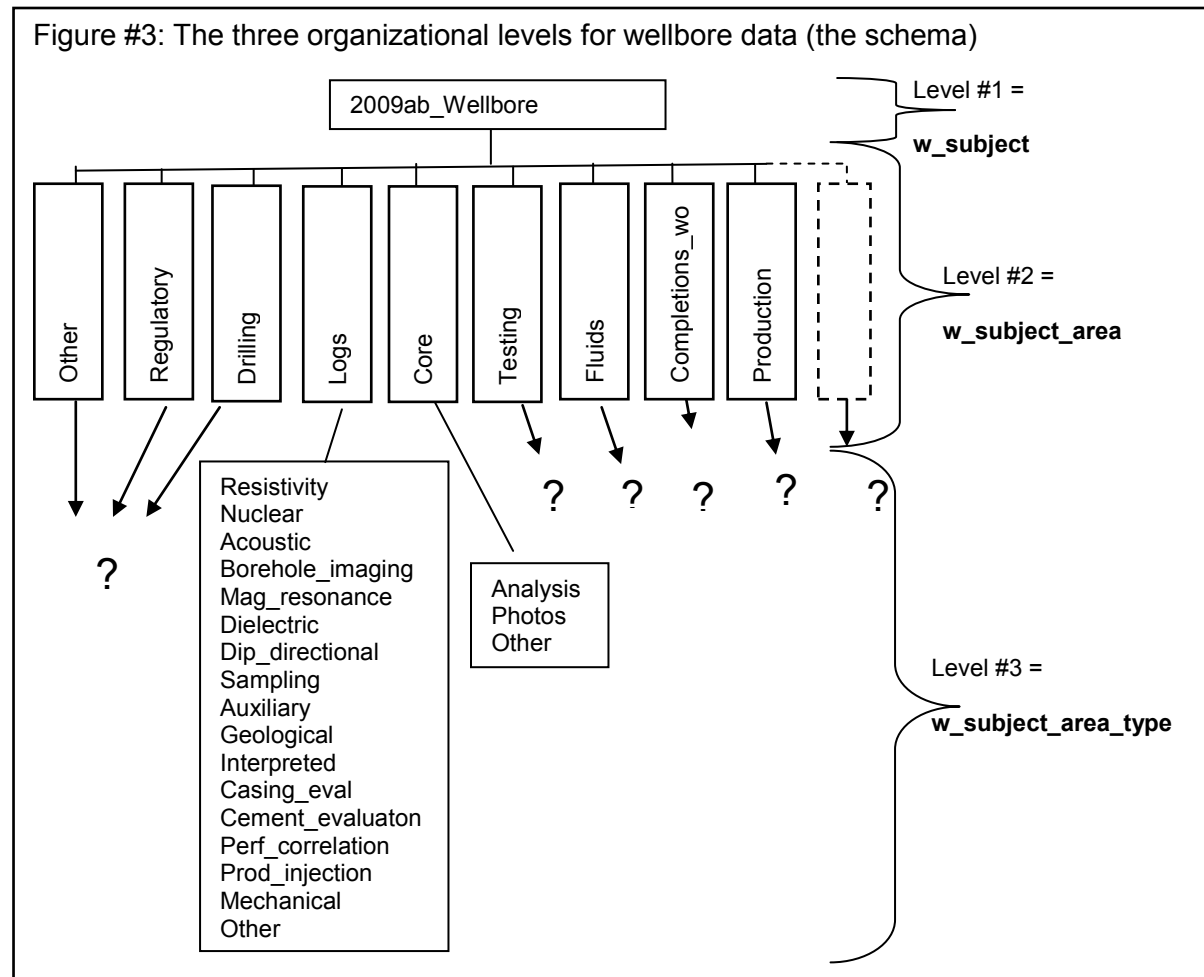 Figure #3: The three organizational levels for wellbore data (the schema)
2009ab_Wellbore
Level #1 =
w_subject
Other
Regulatory
Drilling
Logs
Core
Testing
Fluids
Completions_wo
Production
Level #2 =
w_subject_area
?
?
?
?
?
?
Resistivity
Nuclear
Acoustic
Borehole_imaging
Mag_resonance
Dielectric
Dip_directional
Sampling
Auxiliary
Geological
Interpreted
Casing_eval
Cement_evaluaton
Perf_correlation
Prod_injection
Mechanical
Other
Analysis
Photos
Other
Level #3 =
w_subject_area_type